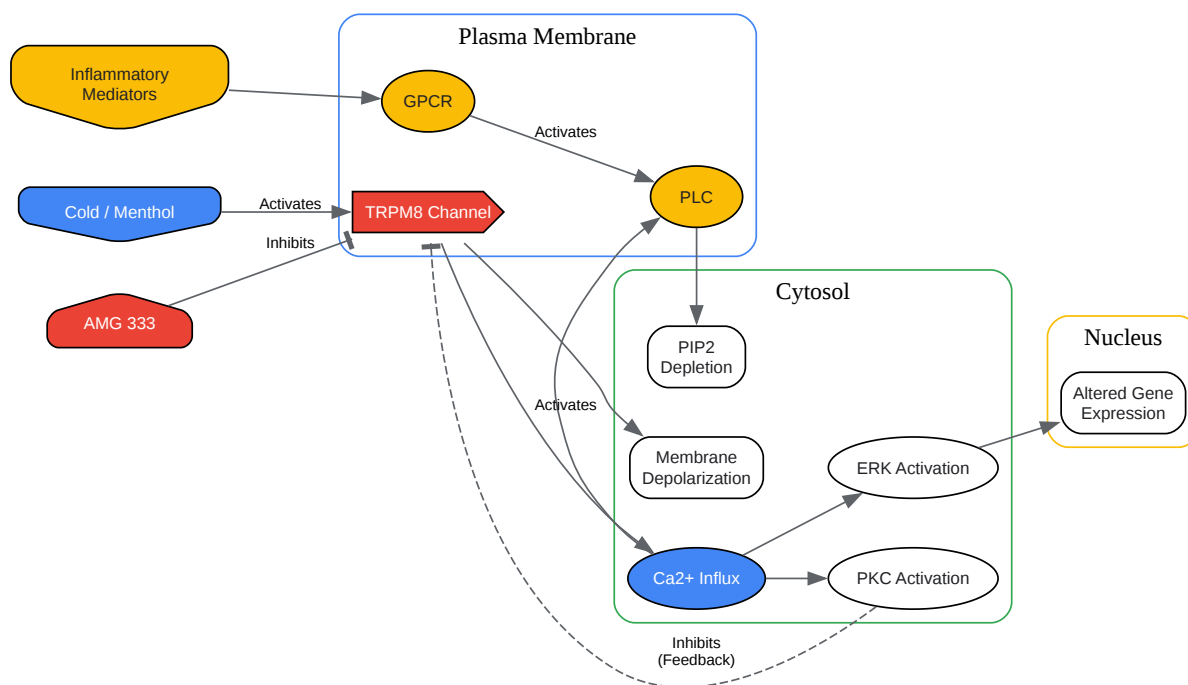 Plasma Membrane
Inflammatory
Mediators
GPCR
Activates
PLC
Cold / Menthol
Activates
TRPM8 Channel
Inhibits
AMG 333
Cytosol
PIP2
Depletion
Nucleus
Altered Gene
Expression
Activates
Membrane
Depolarization
ERK Activation
Ca2+ Influx
PKC Activation
Inhibits
(Feedback)